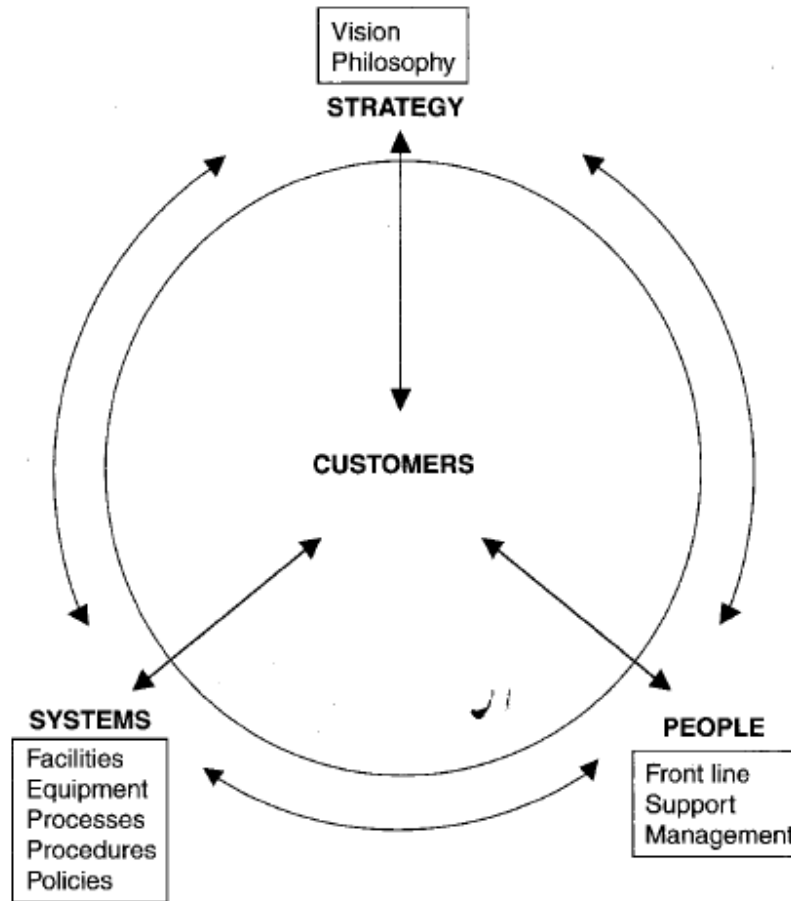 Vision
Philosophy
STRATEGY
CUSTOMERS
SYSTEMS
Facilities
Equipment
Processes
Procedures
Policies
PEOPLE
Front line
Support
Management